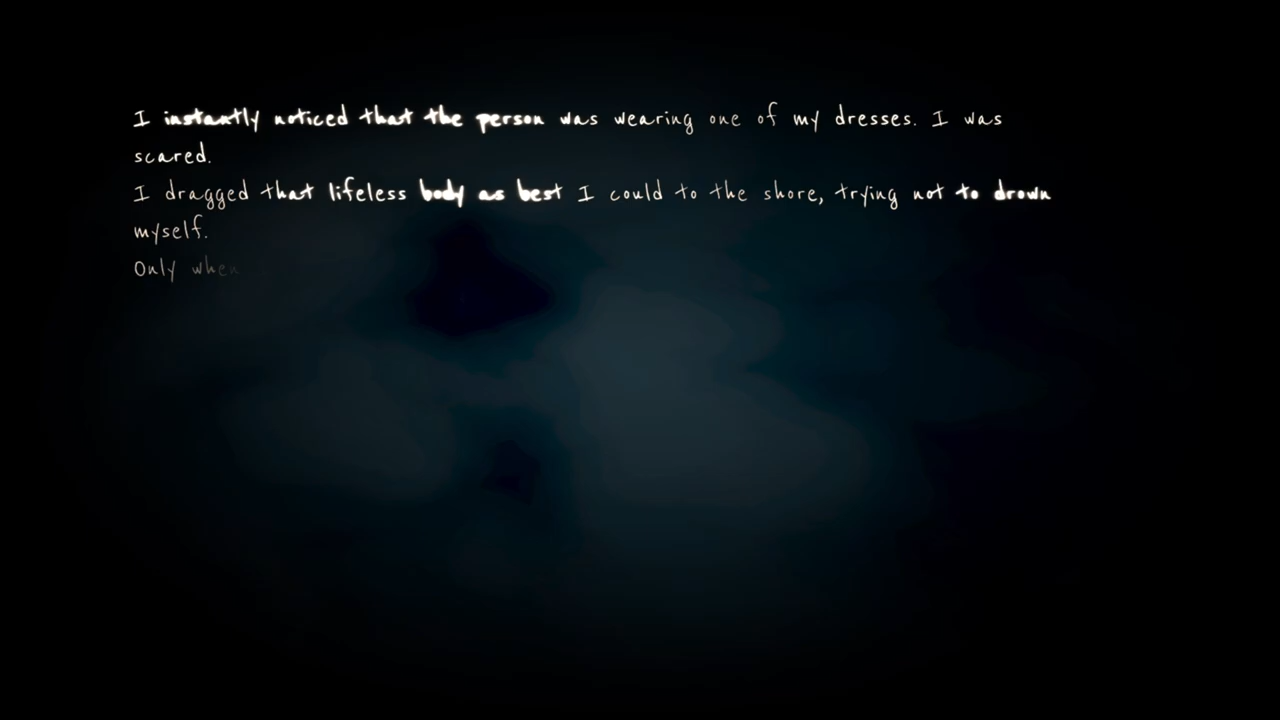 I instantly noticed that the person was wearing one of my dresses. I was
scared.
I dragged that lifeless body as best I could to the shore, trying not to drown
myself.
Only when